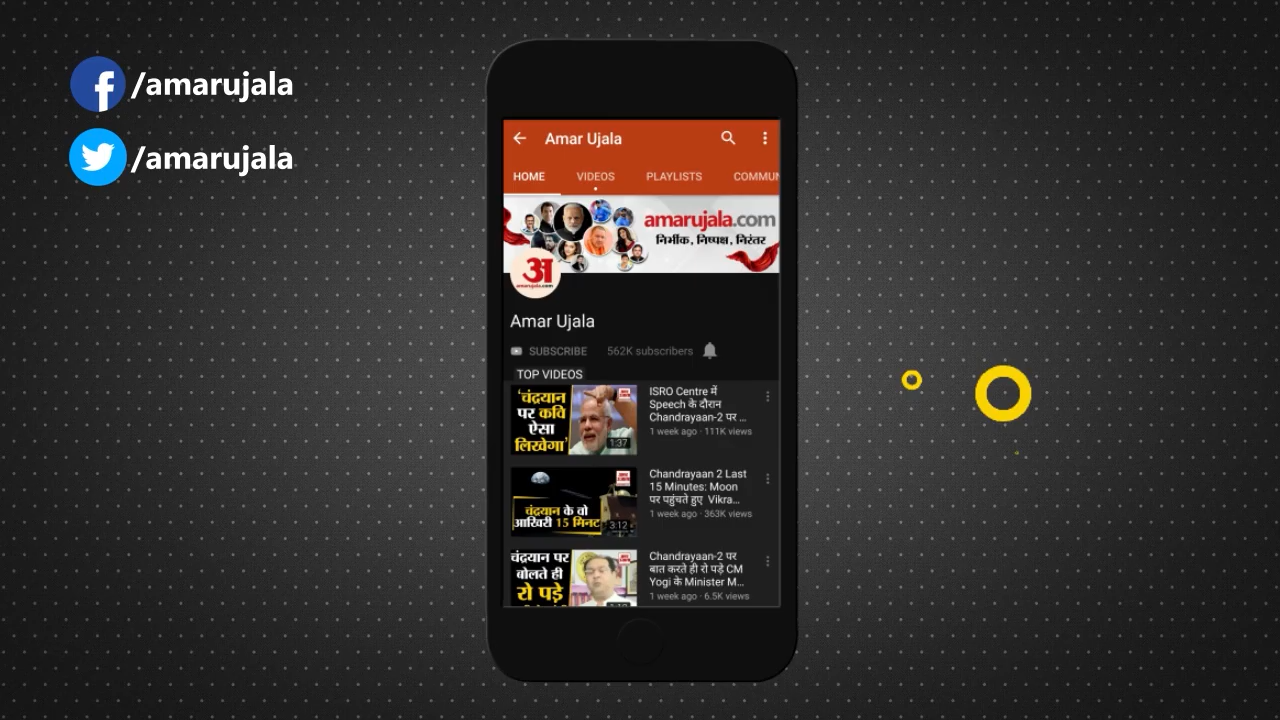 /amarujala
/amarujala
Amar Ujala
HOME VIDEOS PLAYLISTS COMMUN
amarujala.com
निर्भीक, निष्पक्ष, निरंतर
अ
amarujala.com
Amar Ujala
SUBSCRIBE 562K subscribers
TOP VIDEOS
'चंद्रयान
पर कवि
ऐसा
लिखेगा'
1:37
ISRO Centre में
Speech के दौरान
Chandrayaan-2 पर ...
1 week ago · 111K views
चंद्रयान के वो
आखिरी 15 मिनट
3:12
Chandrayaan 2 Last
15 Minutes: Moon
पर पहुंचते हुए Vikra...
1 week ago · 363K views
चंद्रयान पर
बोलते ही
रो पड़े
Chandrayaan-2 पर
बात करते ही रो पड़े CM
Yogi के Minister M...
1 week ago · 6.5K views